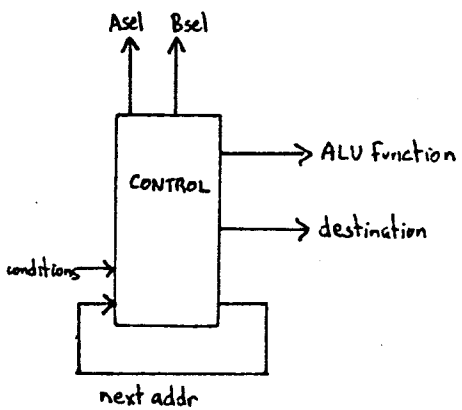 Asel Bsel
ALU function
CONTROL
destination
conditions
next addr